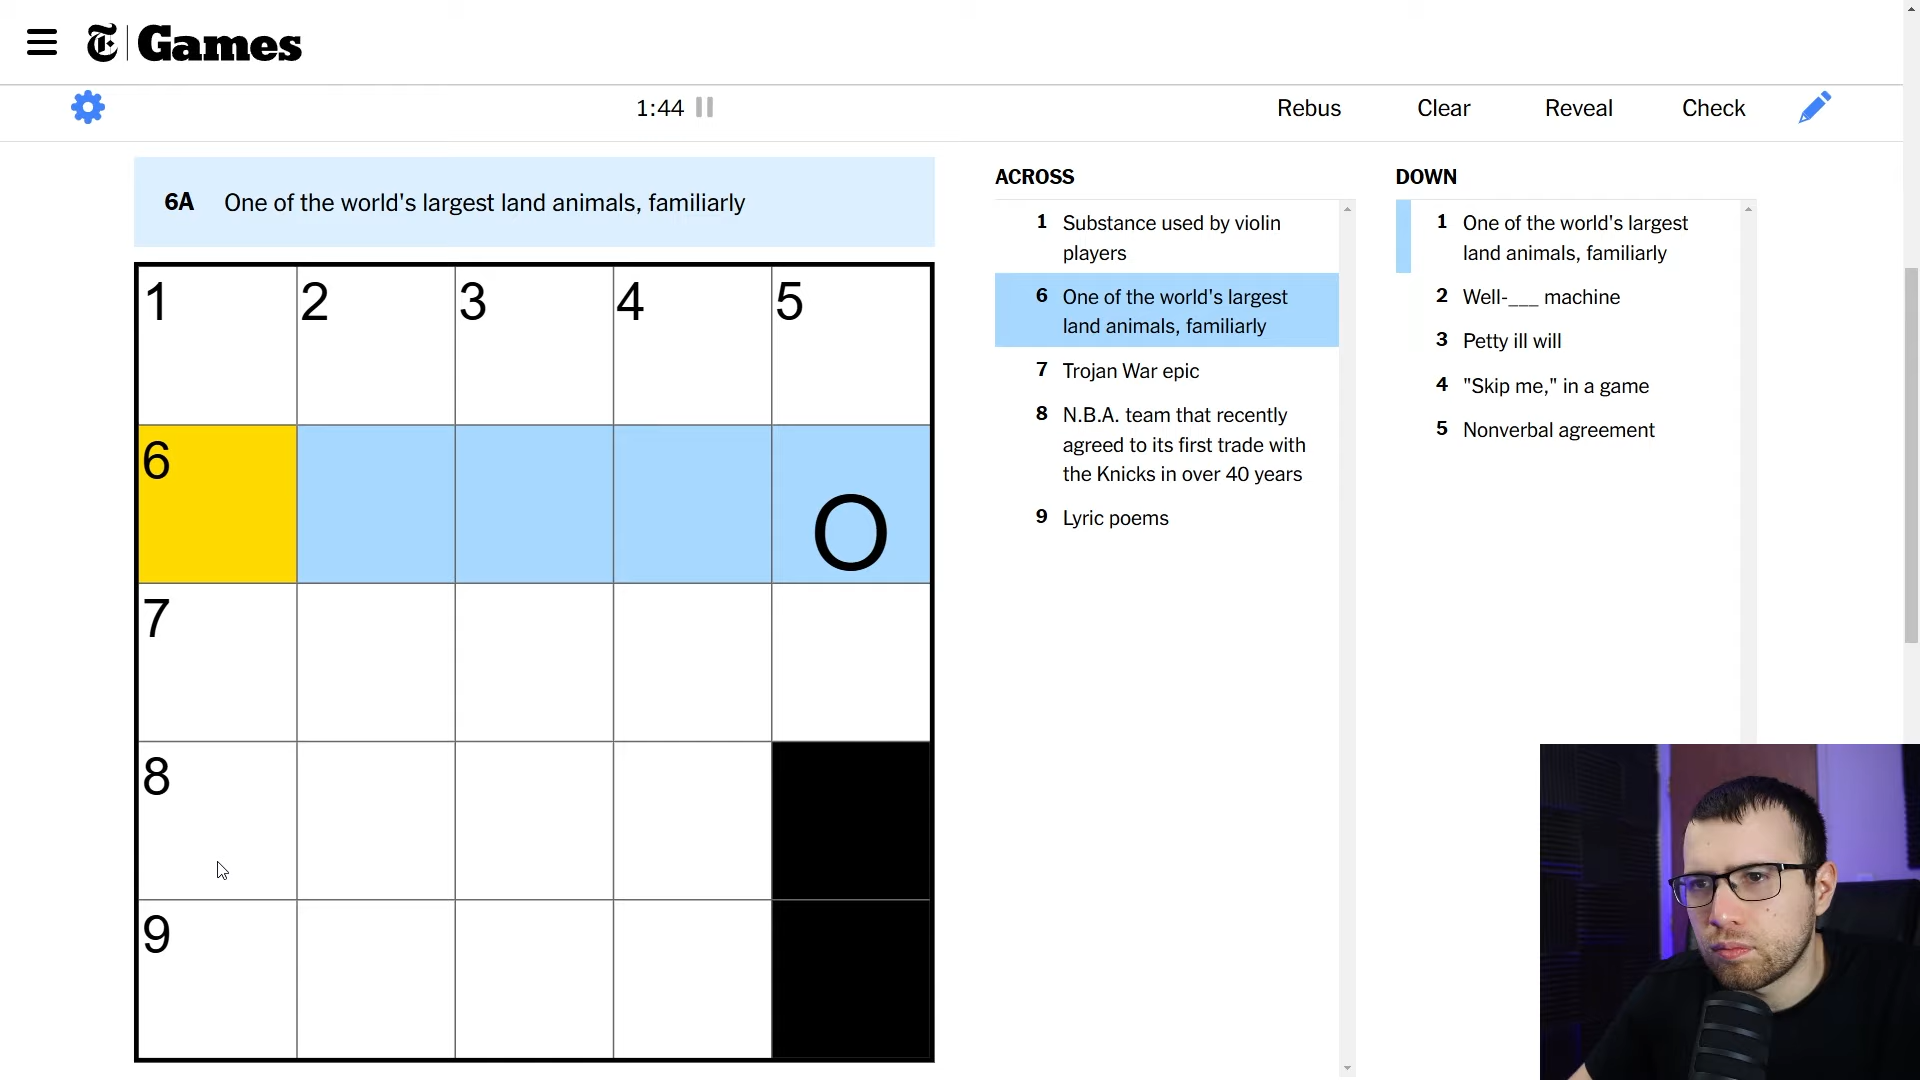 T Games
1:44
Rebus Clear Reveal Check
6A One of the world's largest land animals, familiarly
1 2 3 4 5
6 O
7
8
9
ACROSS
1 Substance used by violin
players
6 One of the world's largest
land animals, familiarly
7 Trojan War epic
8 N.B.A. team that recently
agreed to its first trade with
the Knicks in over 40 years
9 Lyric poems
DOWN
1 One of the world's largest
land animals, familiarly
2 Well-___ machine
3 Petty ill will
4 "Skip me," in a game
5 Nonverbal agreement